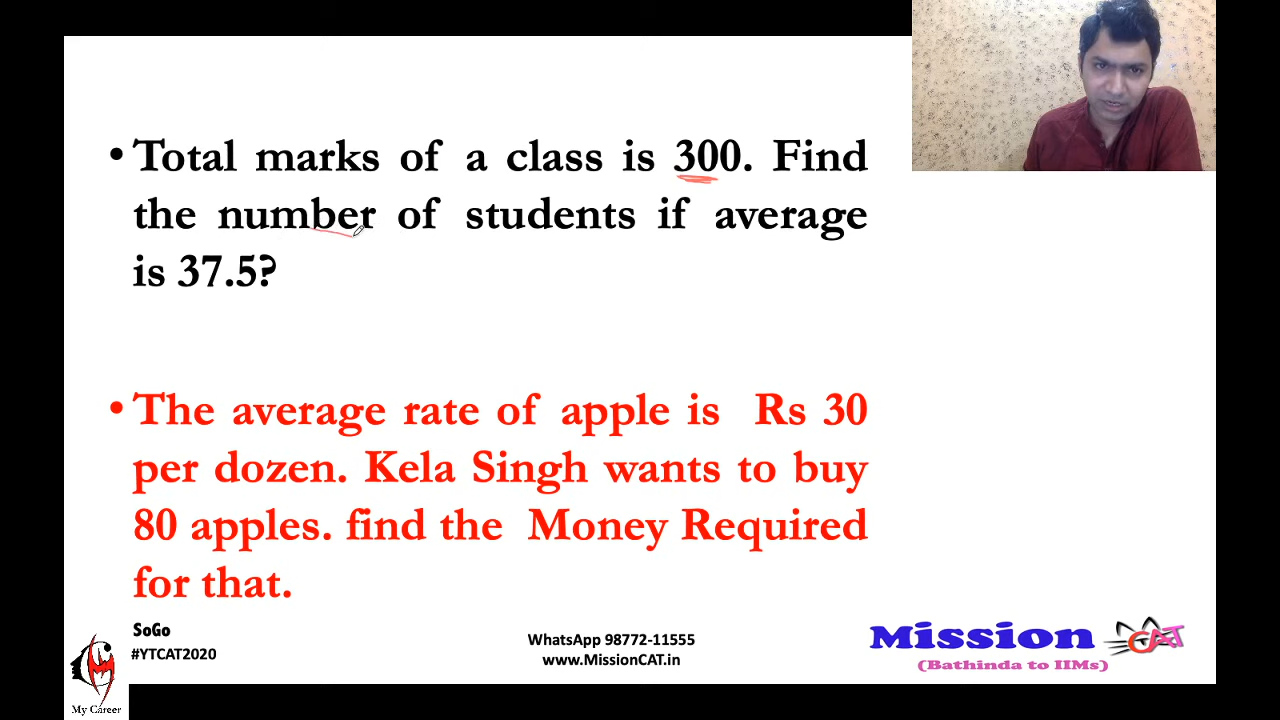 • Total marks of a class is 300. Find
the number of students if average
is 37.5?
• The average rate of apple is Rs 30
per dozen. Kela Singh wants to buy
80 apples. find the Money Required
for that.
SoGo
#YTCAT2020
WhatsApp 98772-11555
www.MissionCAT.in
Mission CAT
(Bathinda to IIMs)
My Career